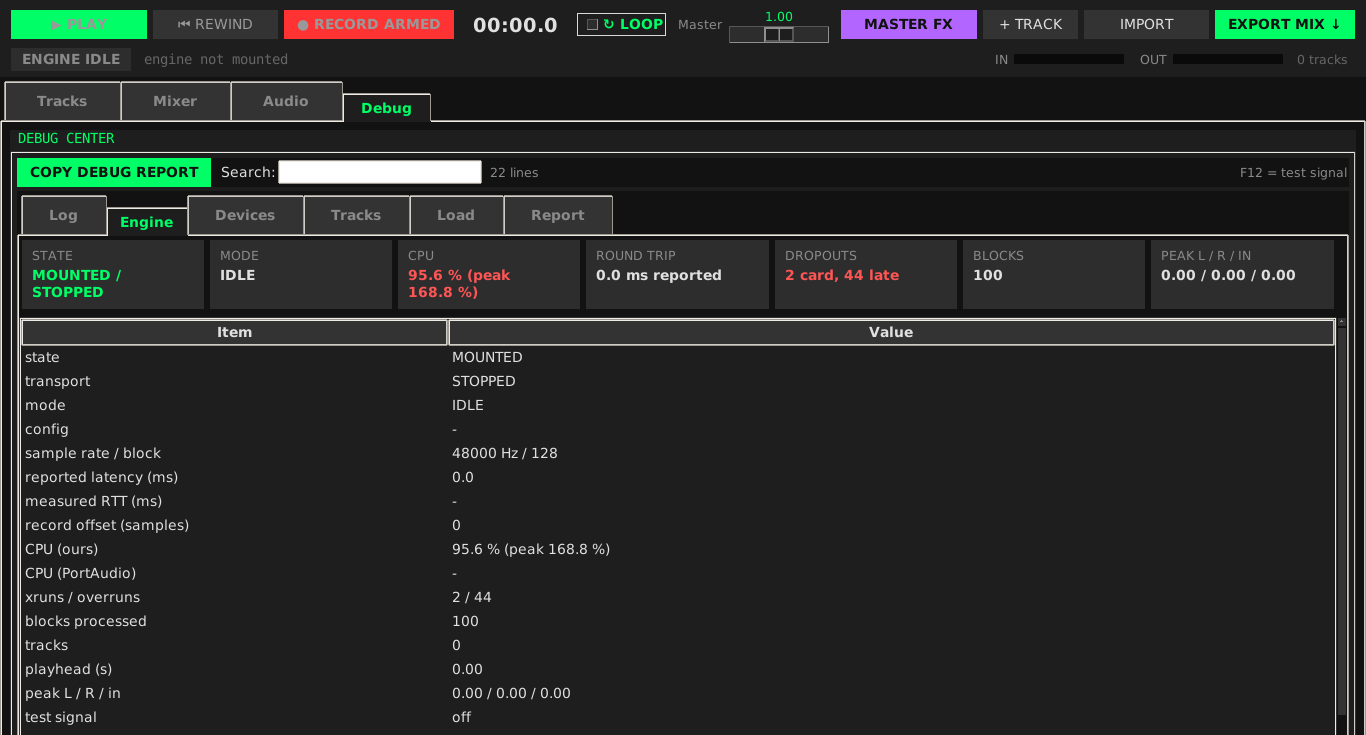 ▶ PLAY ⏮ REWIND ● RECORD ARMED 00:00.0 ↻ LOOP Master 1.00 MASTER FX + TRACK IMPORT EXPORT MIX ↓
ENGINE IDLE engine not mounted IN OUT 0 tracks
Tracks Mixer Audio Debug
DEBUG CENTER
COPY DEBUG REPORT Search: 22 lines F12 = test signal
Log Engine Devices Tracks Load Report
STATE MODE CPU ROUND TRIP DROPOUTS BLOCKS PEAK L / R / IN
MOUNTED / IDLE 95.6 % (peak 0.0 ms reported 2 card, 44 late 100 0.00 / 0.00 / 0.00
STOPPED 168.8 %)
Item Value
state MOUNTED
transport STOPPED
mode IDLE
config -
sample rate / block 48000 Hz / 128
reported latency (ms) 0.0
measured RTT (ms) -
record offset (samples) 0
CPU (ours) 95.6 % (peak 168.8 %)
CPU (PortAudio) -
xruns / overruns 2 / 44
blocks processed 100
tracks 0
playhead (s) 0.00
peak L / R / in 0.00 / 0.00 / 0.00
test signal off